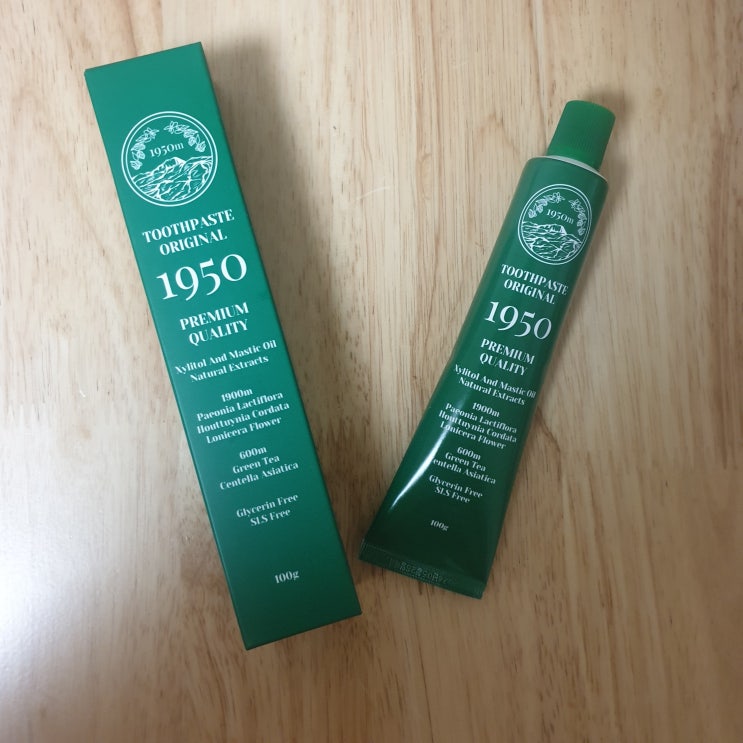 1950m
TOOTHPASTE
ORIGINAL
1950
PREMIUM
QUALITY
Xylitol And Mastic Oil
Natural Extracts
1900m
Paeonia Lactiflora
Houttuynia Cordata
Lonicera Flower
600m
Green Tea
Centella Asiatica
Glycerin Free
SLS Free
100g
1950m
TOOTHPASTE
ORIGINAL
1950
PREMIUM
QUALITY
Xylitol And Mastic Oil
Natural Extracts
1900m
Paeonia Lactiflora
Houttuynia Cordata
Lonicera Flower
600m
Green Tea
Centella Asiatica
Glycerin Free
SLS Free
100g